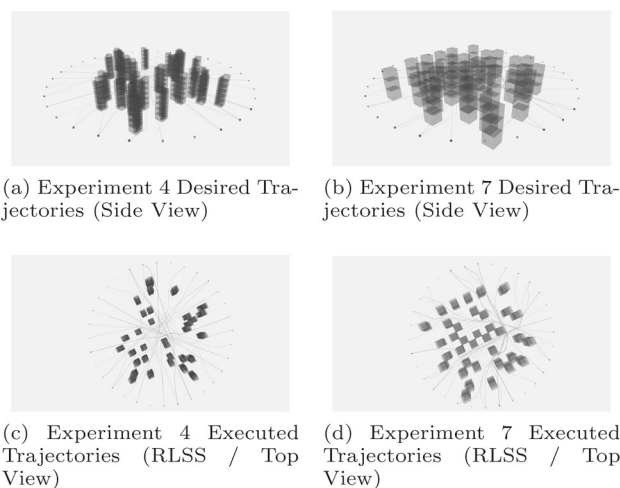 (a) Experiment 4 Desired Tra-
jectories (Side View)
(b) Experiment 7 Desired Tra-
jectories (Side View)
(c) Experiment 4 Executed
Trajectories (RLSS / Top
View)
(d) Experiment 7 Executed
Trajectories (RLSS / Top
View)